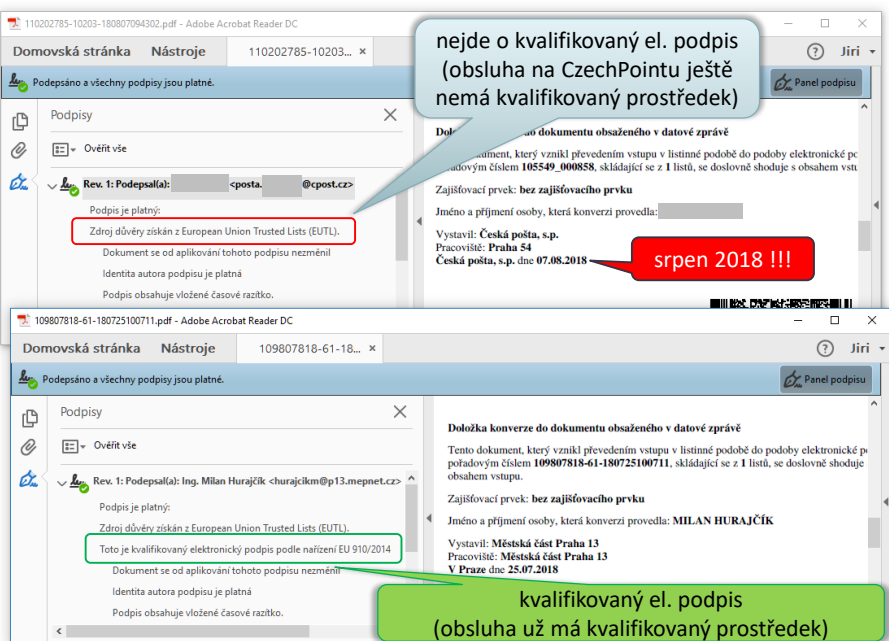 110202785-10203-180807094302.pdf - Adobe Acrobat Reader DC
Domovská stránka Nástroje 110202785-10203... ×
Jiri
nejde o kvalifikovaný el. podpis
(obsluha na CzechPointu ještě
nemá kvalifikovaný prostředek)
Podepsáno a všechny podpisy jsou platné.
Panel podpisu
Podpisy
Ověřit vše
Rev. 1: Podepsal(a): <posta. @cpost.cz>
Podpis je platný:
Zdroj důvěry získán z European Union Trusted Lists (EUTL).
Dokument se od aplikování tohoto podpisu nezměnil
Identita autora podpisu je platná
Podpis obsahuje vložené časové razítko.
do dokumentu obsaženého v datové zprávě
který vznikl převedením vstupu v listinné podobě do podoby elektronické
pořadovým číslem 105549_000858, skládající se z 1 listů, se doslovně shoduje s obsahem
Zajišťovací prvek: bez zajišťovacího prvku
Jméno a příjmení osoby, která konverzi provedla:
Vystavil: Česká pošta, s.p.
Pracoviště: Praha 54
Česká pošta, s.p. dne 07.08.2018
srpen 2018 !!!
109807818-61-180725100711.pdf - Adobe Acrobat Reader DC
Domovská stránka Nástroje 109807818-61-18... ×
Jiri
Podepsáno a všechny podpisy jsou platné.
Panel podpisu
Podpisy
Ověřit vše
Rev. 1: Podepsal(a): Ing. Milan Hurajčík <hurajcikm@p13.mepnet.cz>
Podpis je platný:
Zdroj důvěry získán z European Union Trusted Lists (EUTL).
Toto je kvalifikovaný elektronický podpis podle nařízení EU 910/2014
Dokument se od aplikování tohoto podpisu nezměnil
Identita autora podpisu je platná
Podpis obsahuje vložené časové razítko.
Doložka konverze do dokumentu obsaženého v datové zprávě
Tento dokument, který vznikl převedením vstupu v listinné podobě do podoby elektronické
pořadovým číslem 109807818-61-180725100711, skládající se z 1 listů, se doslovně shoduje
obsahem vstupu.
Zajišťovací prvek: bez zajišťovacího prvku
Jméno a příjmení osoby, která konverzi provedla: MILAN HURAJČÍK
Vystavil: Městská část Praha 13
Pracoviště: Městská část Praha 13
V Praze dne 25.07.2018
kvalifikovaný el. podpis
(obsluha už má kvalifikovaný prostředek)